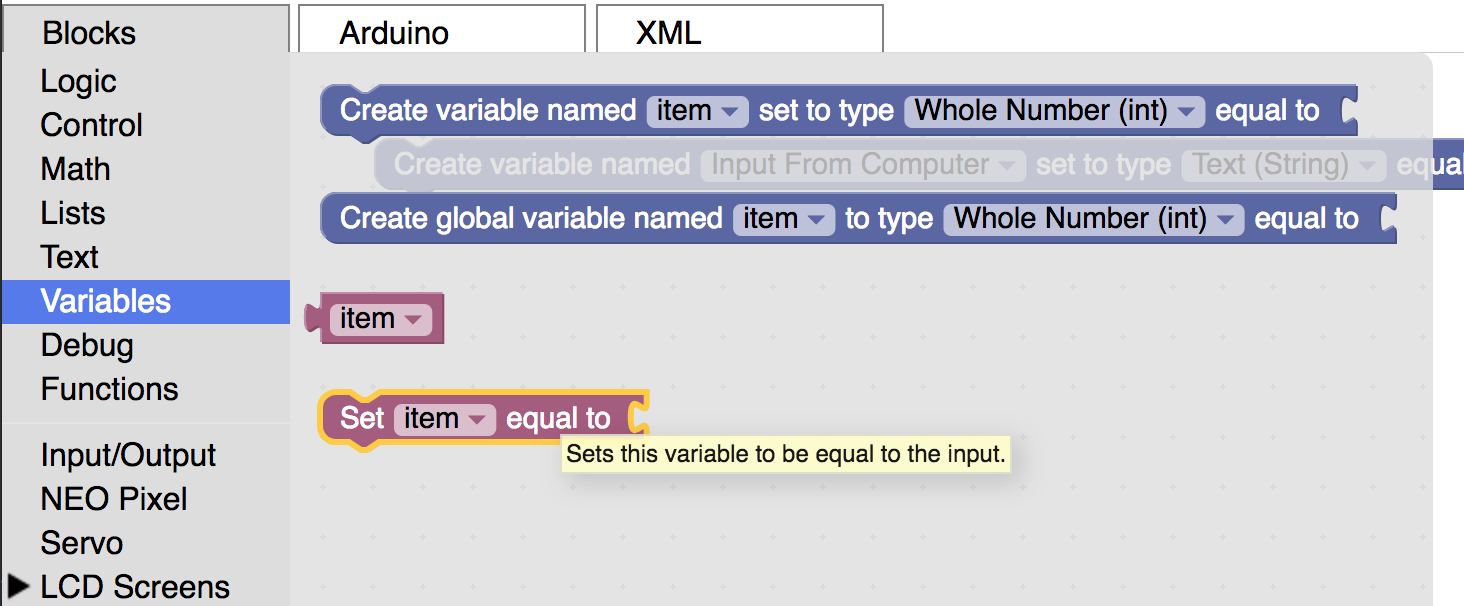 Blocks
Arduino
XML
Logic
Control
Math
Lists
Text
Variables
Debug
Functions
Input/Output
NEO Pixel
Servo
LCD Screens
Create variable named item set to type Whole Number (int) equal to
Create variable named Input From Computer set to type Text (String) equal
Create global variable named item to type Whole Number (int) equal to
item
Set item equal to
Sets this variable to be equal to the input.